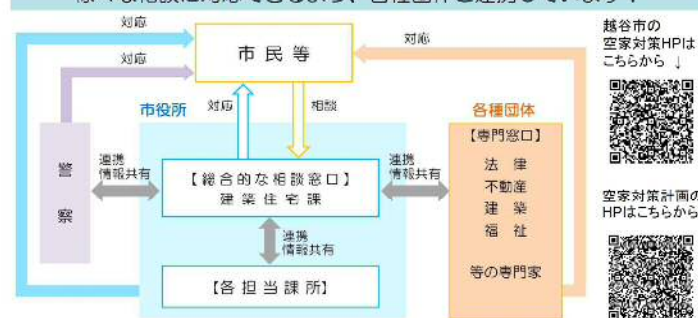 対応
対応
市民等
対応
市役所
対応
相談
各種団体
警察
連携
情報共有
【総合的な相談窓口】
建築住宅課
連携
情報共有
連携
情報共有
【各担当課所】
【専門窓口】
法律
不動産
建築
福祉
等の専門家
越谷市の
空家対策HPは
こちらから ↓
空家対策計画の
HPはこちらから